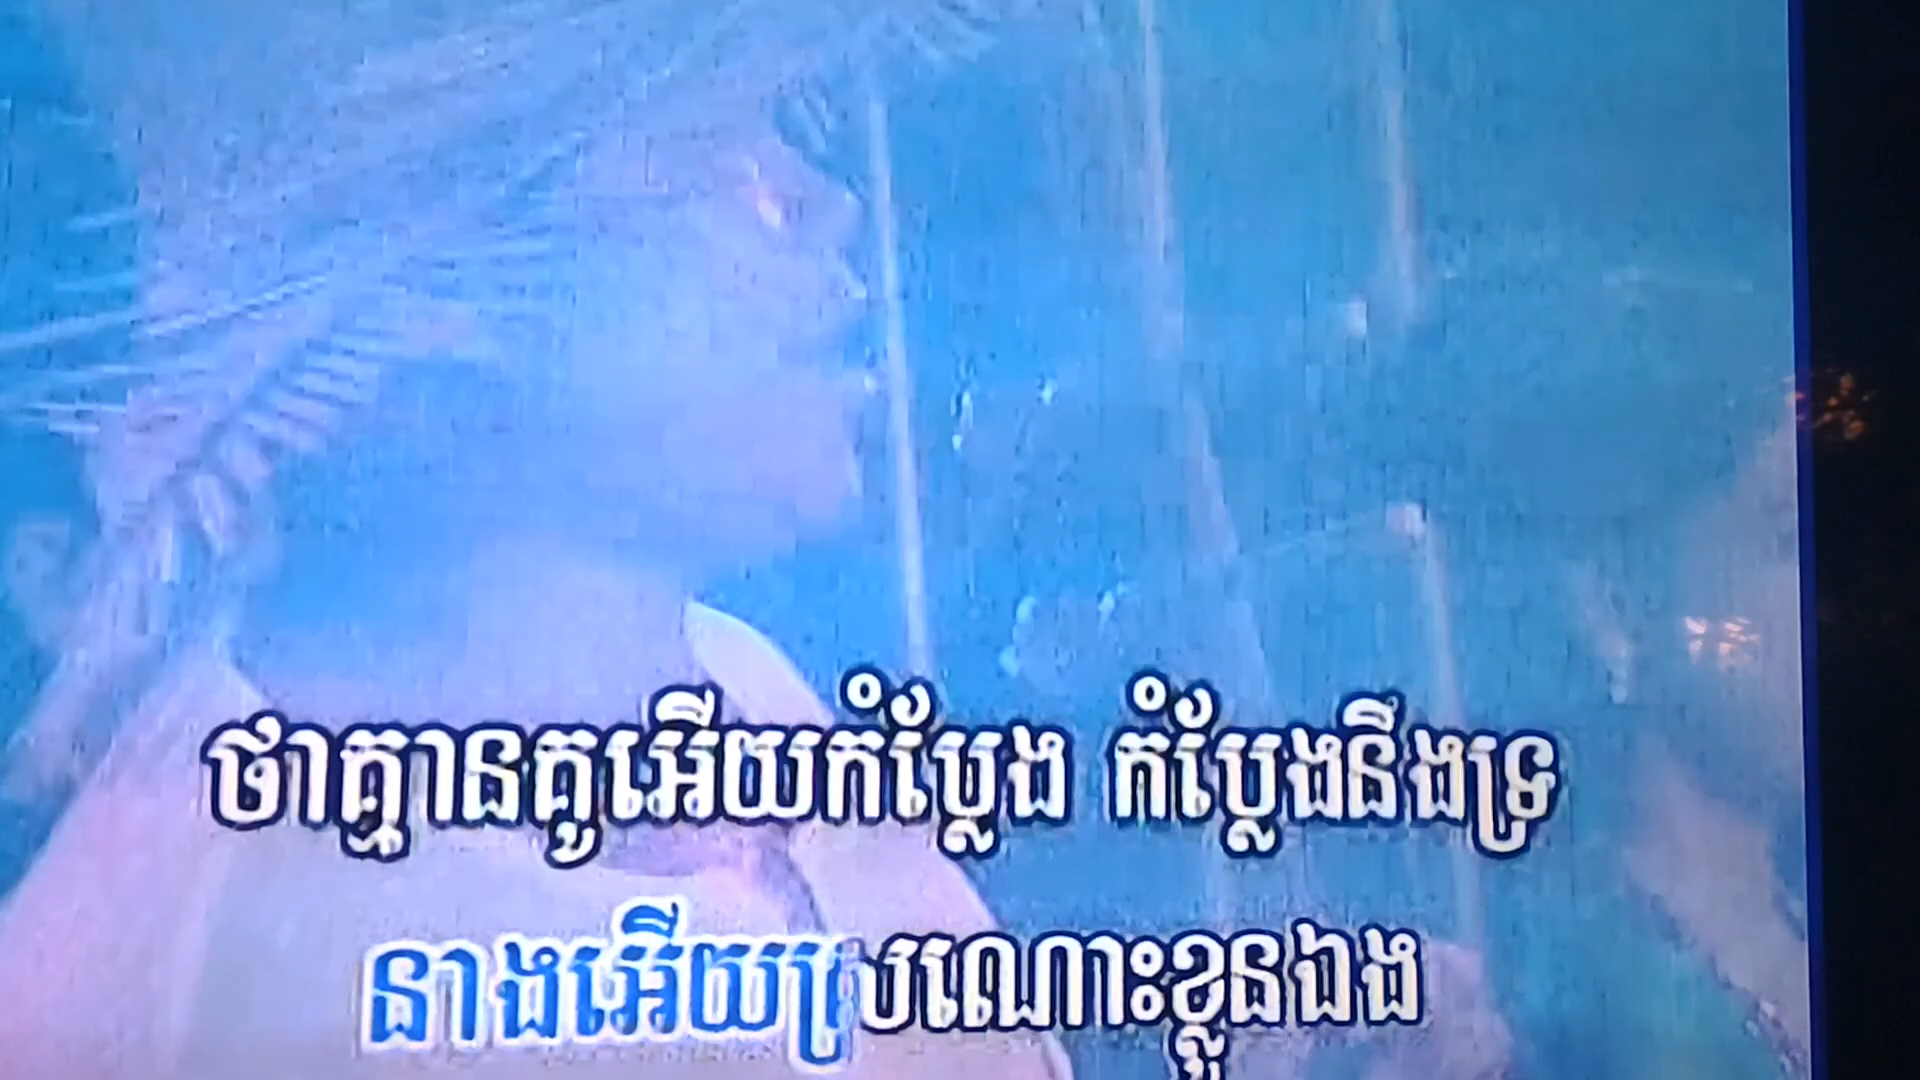 ថាគ្មានគូអើយកំប្លែង កំប្លែងនឹងទ្រ
នាងអើយស្រណោះខ្លួនឯង